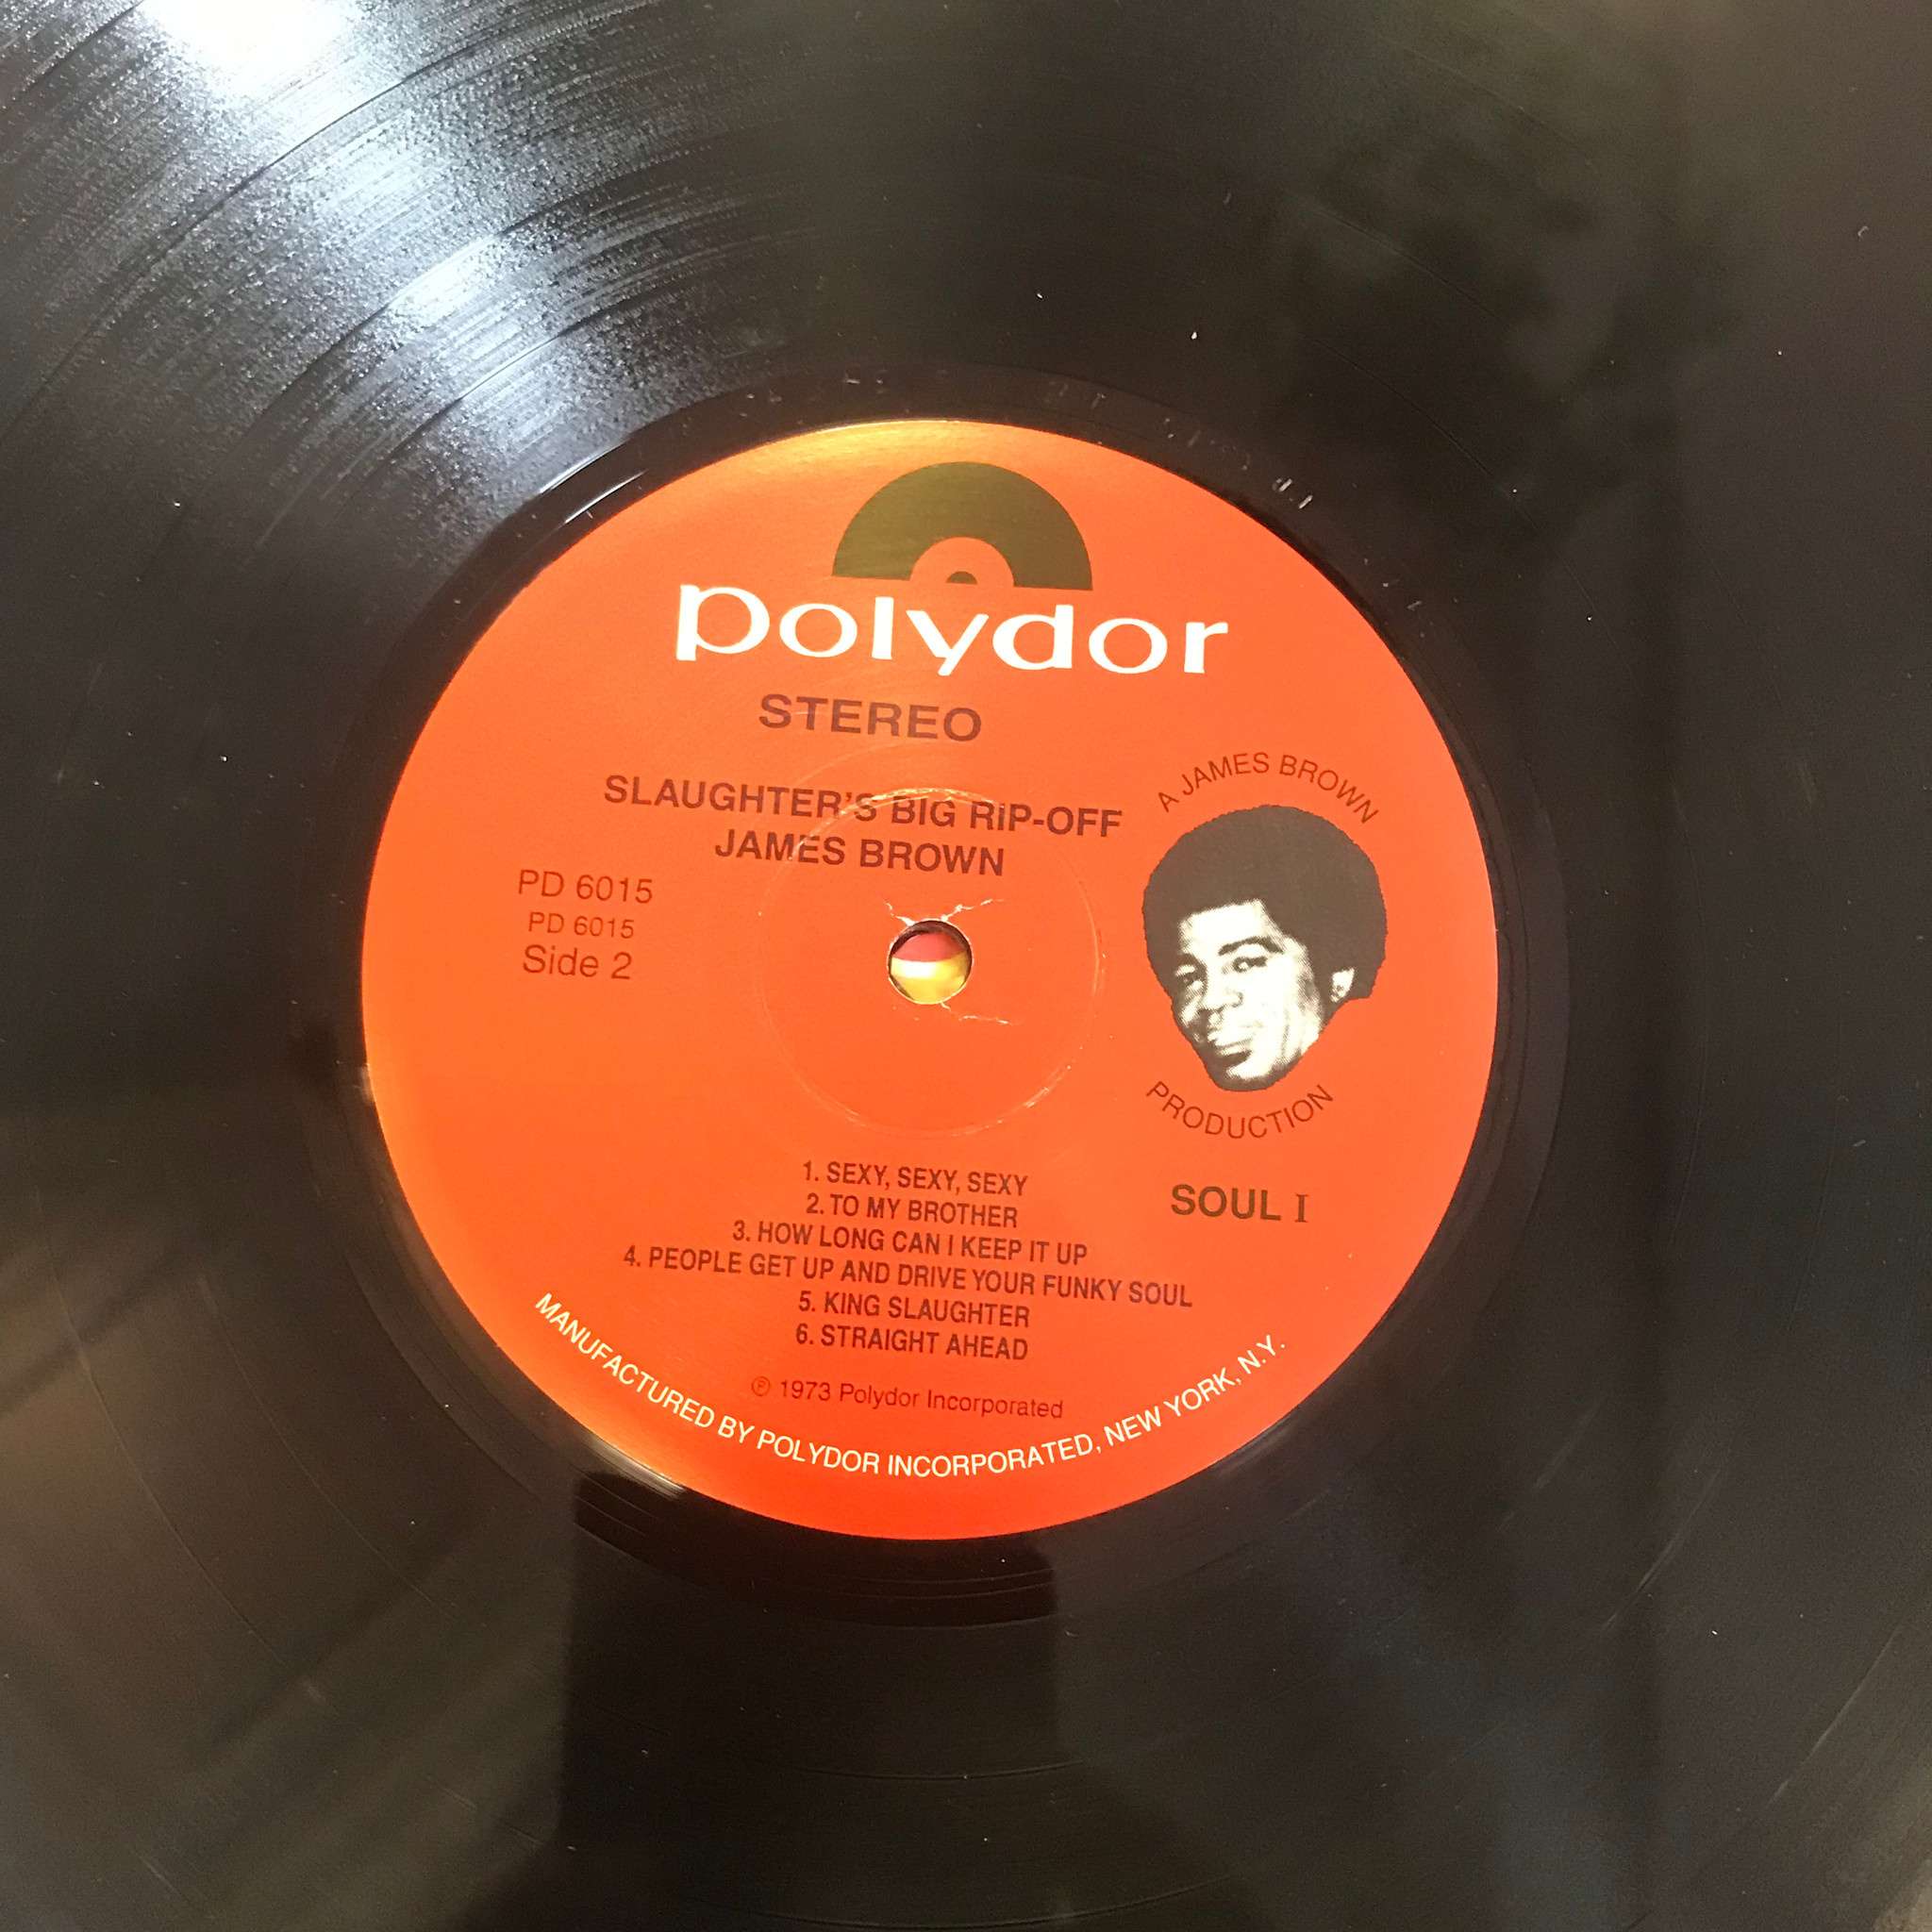 polydor
STEREO
SLAUGHTER'S BIG RIP-OFF
JAMES BROWN
PD 6015
PD 6015
Side 2
A JAMES BROWN
PRODUCTION
SOUL I
1. SEXY, SEXY, SEXY
2. TO MY BROTHER
3. HOW LONG CAN I KEEP IT UP
4. PEOPLE GET UP AND DRIVE YOUR FUNKY SOUL
5. KING SLAUGHTER
6. STRAIGHT AHEAD
℗ 1973 Polydor Incorporated
MANUFACTURED BY POLYDOR INCORPORATED, NEW YORK, N.Y.